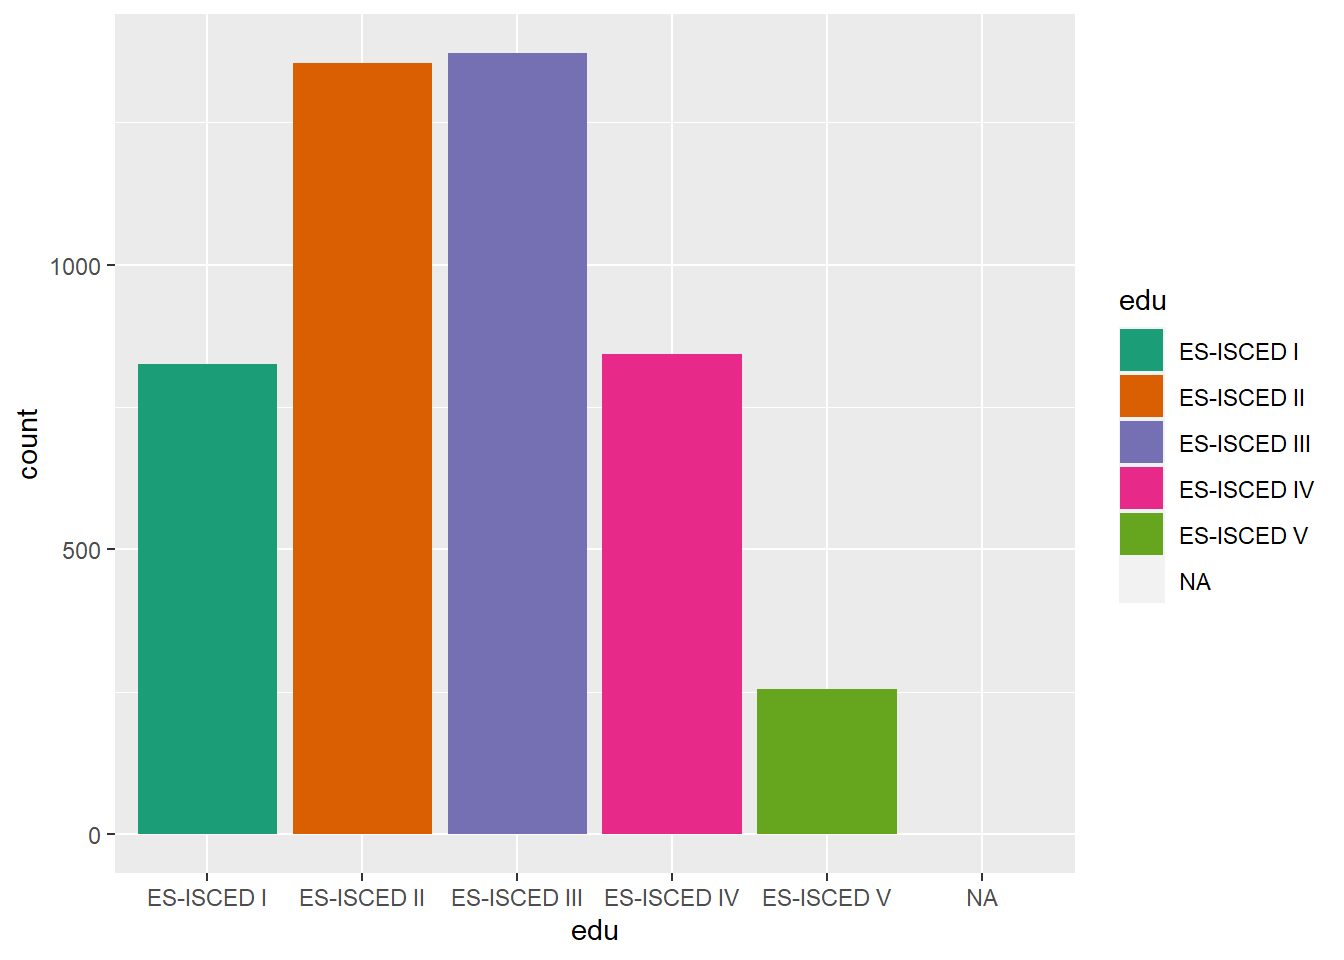 count
1000
500
0
ES-ISCED I
ES-ISCED II
ES-ISCED III
ES-ISCED IV
ES-ISCED V
NA
edu
edu
ES-ISCED I
ES-ISCED II
ES-ISCED III
ES-ISCED IV
ES-ISCED V
NA